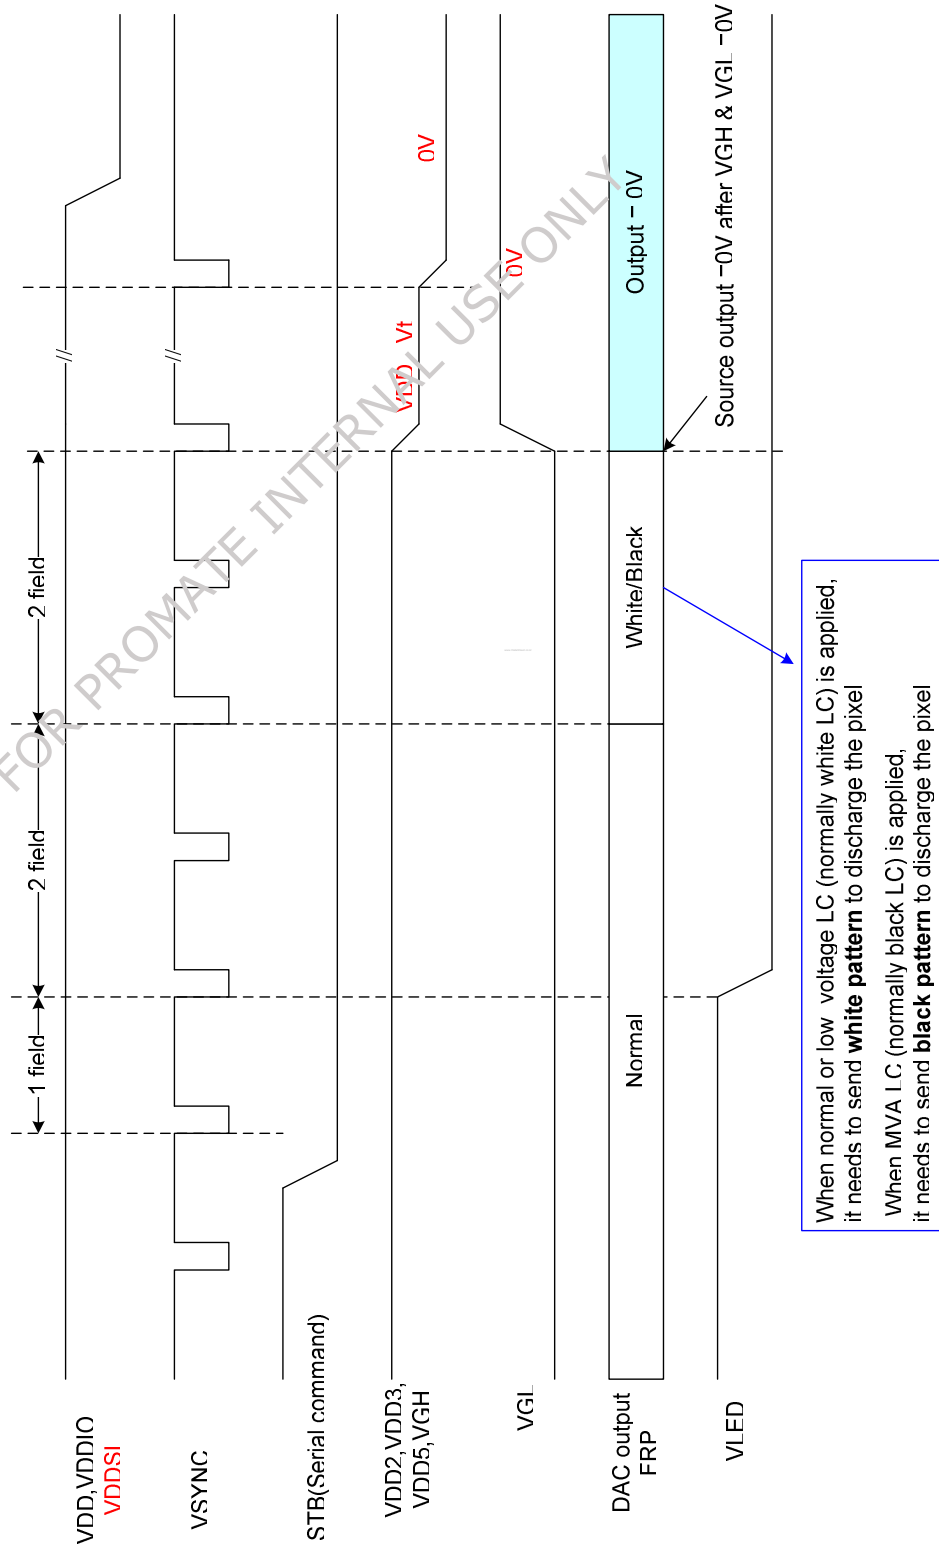 1 field
2 field
2 field
VDD,VDDIO
VDDSI
VSYNC
STB(Serial command)
VDD2,VDD3,
VDD5,VGH
VDD Vt
0V
VGL
0V
DAC output
FRP
Normal
White/Black
Output = 0V
Source output =0V after VGH & VGL =0V
VLED
When normal or low voltage LC (normally white LC) is applied,
it needs to send white pattern to discharge the pixel
When MVA LC (normally black LC) is applied,
it needs to send black pattern to discharge the pixel
FOR PROMATE INTERNAL USE ONLY